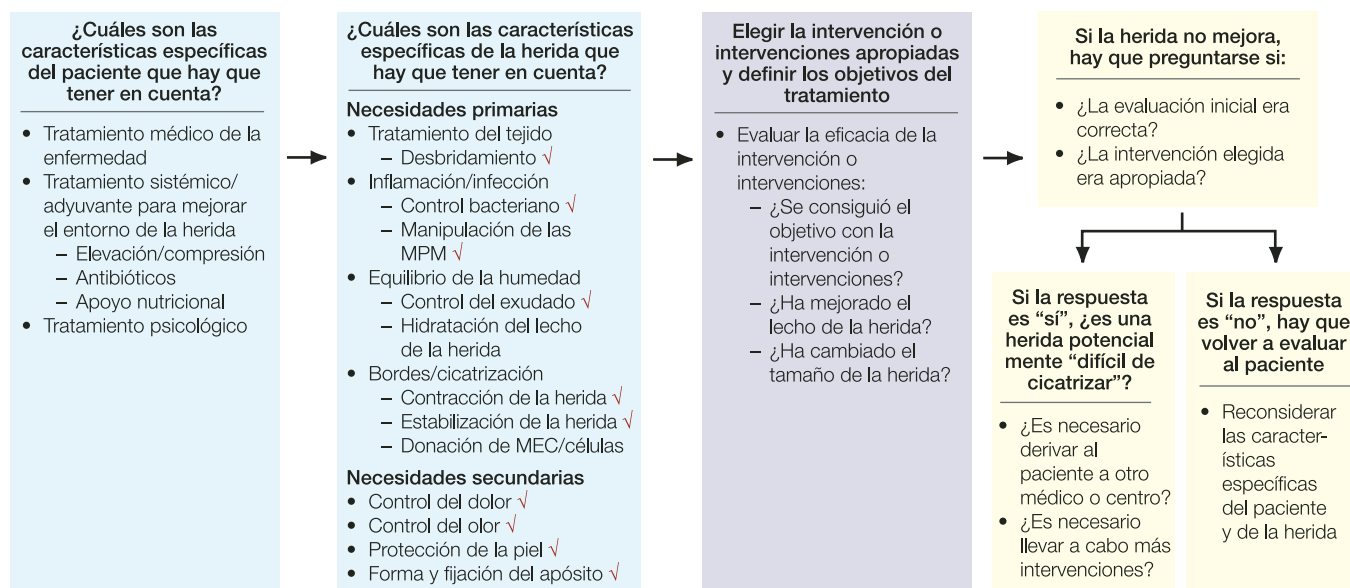 ¿Cuáles son las
características específicas
del paciente que hay que
tener en cuenta?
• Tratamiento médico de la
enfermedad
• Tratamiento sistémico/
adyuvante para mejorar
el entorno de la herida
– Elevación/compresión
– Antibióticos
– Apoyo nutricional
• Tratamiento psicológico
¿Cuáles son las características
específicas de la herida que
hay que tener en cuenta?
Necesidades primarias
• Tratamiento del tejido
– Desbridamiento √
• Inflamación/infección
– Control bacteriano √
– Manipulación de las
MPM √
• Equilibrio de la humedad
– Control del exudado √
– Hidratación del lecho
de la herida
• Bordes/cicatrización
– Contracción de la herida √
– Estabilización de la herida √
– Donación de MEC/células
Necesidades secundarias
• Control del dolor √
• Control del olor √
• Protección de la piel √
• Forma y fijación del apósito √
Elegir la intervención o
intervenciones apropiadas
y definir los objetivos del
tratamiento
• Evaluar la eficacia de la
intervención o
intervenciones:
– ¿Se consiguió el
objetivo con la
intervención o
intervenciones?
– ¿Ha mejorado el
lecho de la herida?
– ¿Ha cambiado el
tamaño de la herida?
Si la herida no mejora,
hay que preguntarse si:
• ¿La evaluación inicial era
correcta?
• ¿La intervención elegida
era apropiada?
Si la respuesta
es “sí”, ¿es una
herida potencial
mente “difícil de
cicatrizar”?
• ¿Es necesario
derivar al
paciente a otro
médico o centro?
• ¿Es necesario
llevar a cabo más
intervenciones?
Si la respuesta
es “no”, hay que
volver a evaluar
al paciente
• Reconsiderar
las caracter-
ísticas
específicas
del paciente
y de la herida